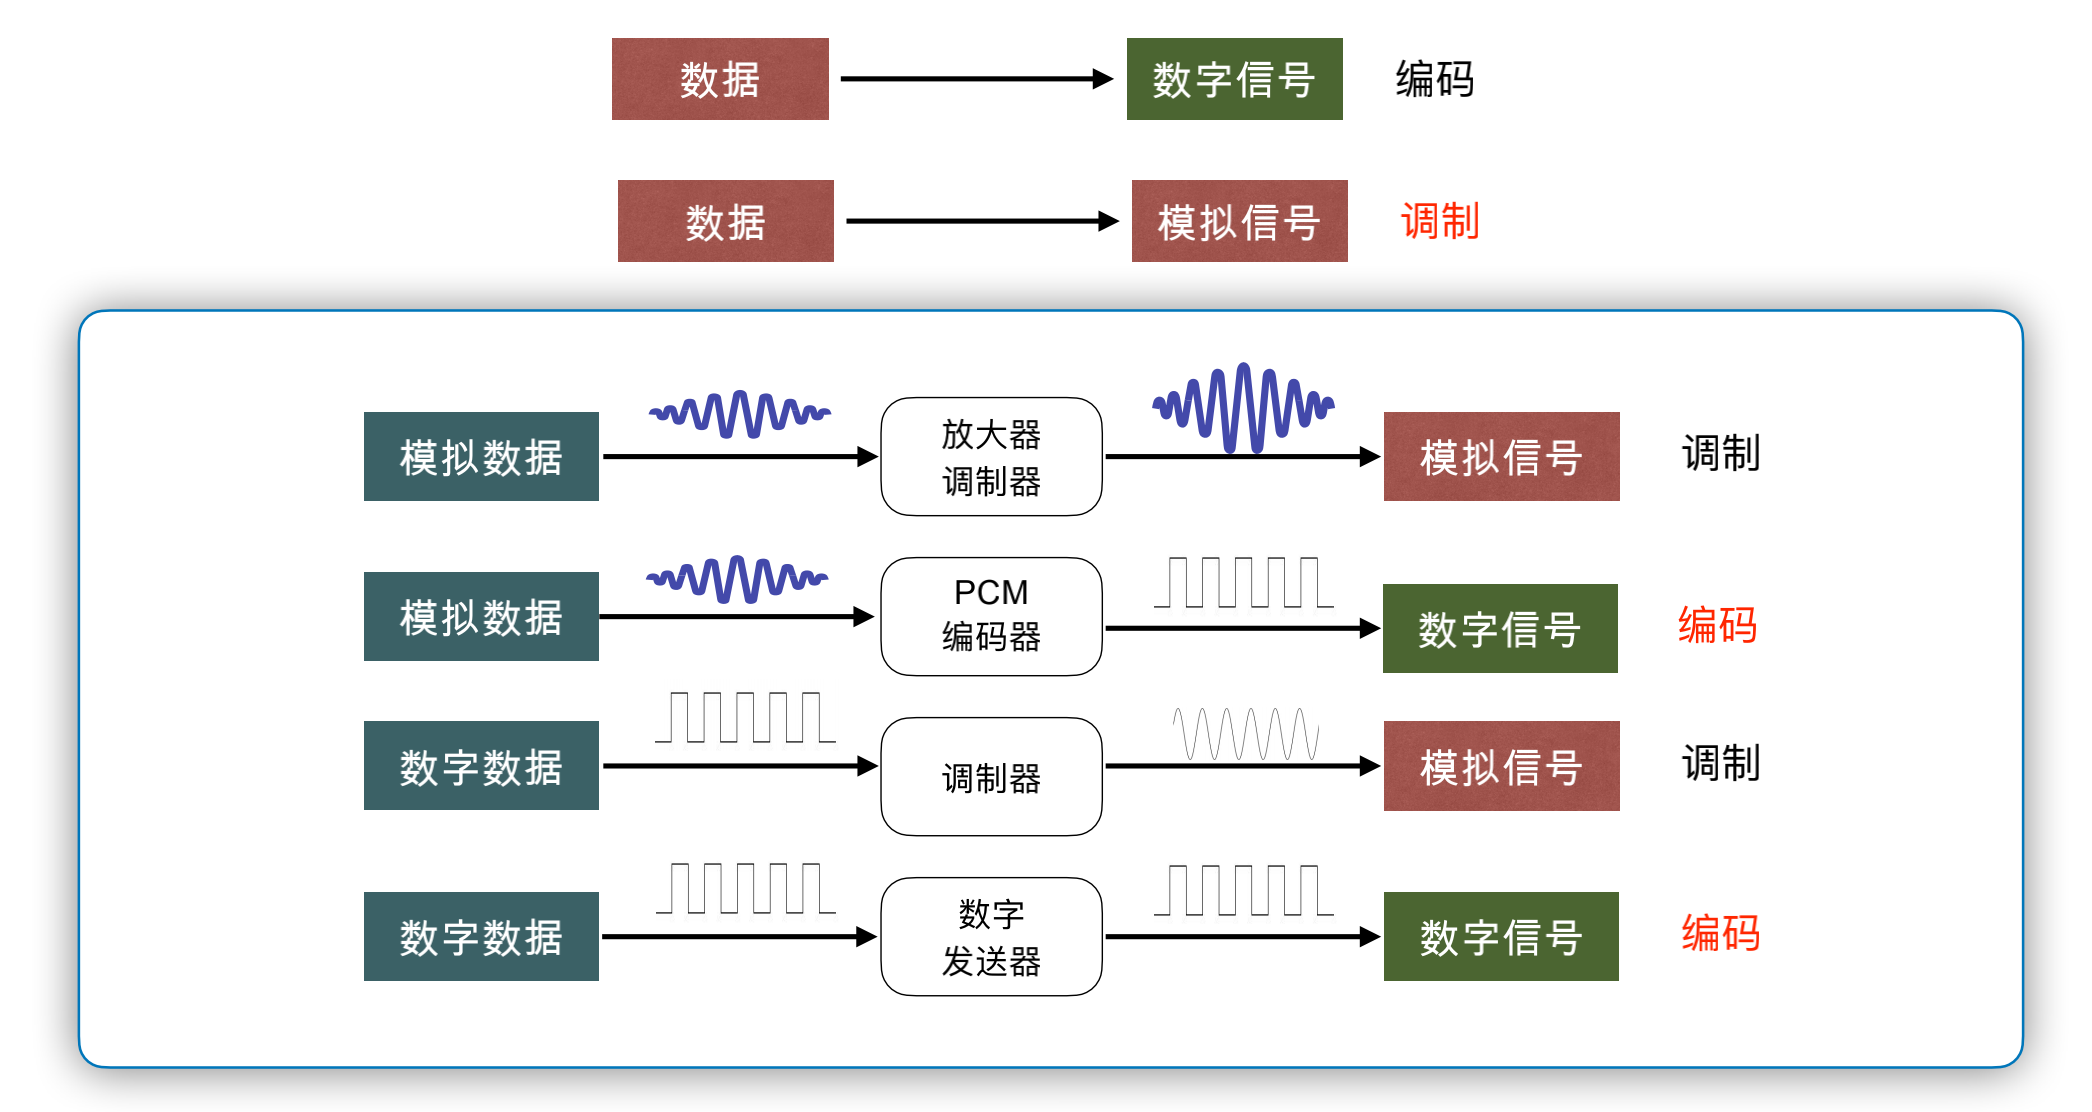 数据 数字信号 编码
数据 模拟信号 调制
模拟数据 放大器 调制器 模拟信号 调制
模拟数据 PCM 编码器 数字信号 编码
数字数据 调制器 模拟信号 调制
数字数据 数字 发送器 数字信号 编码